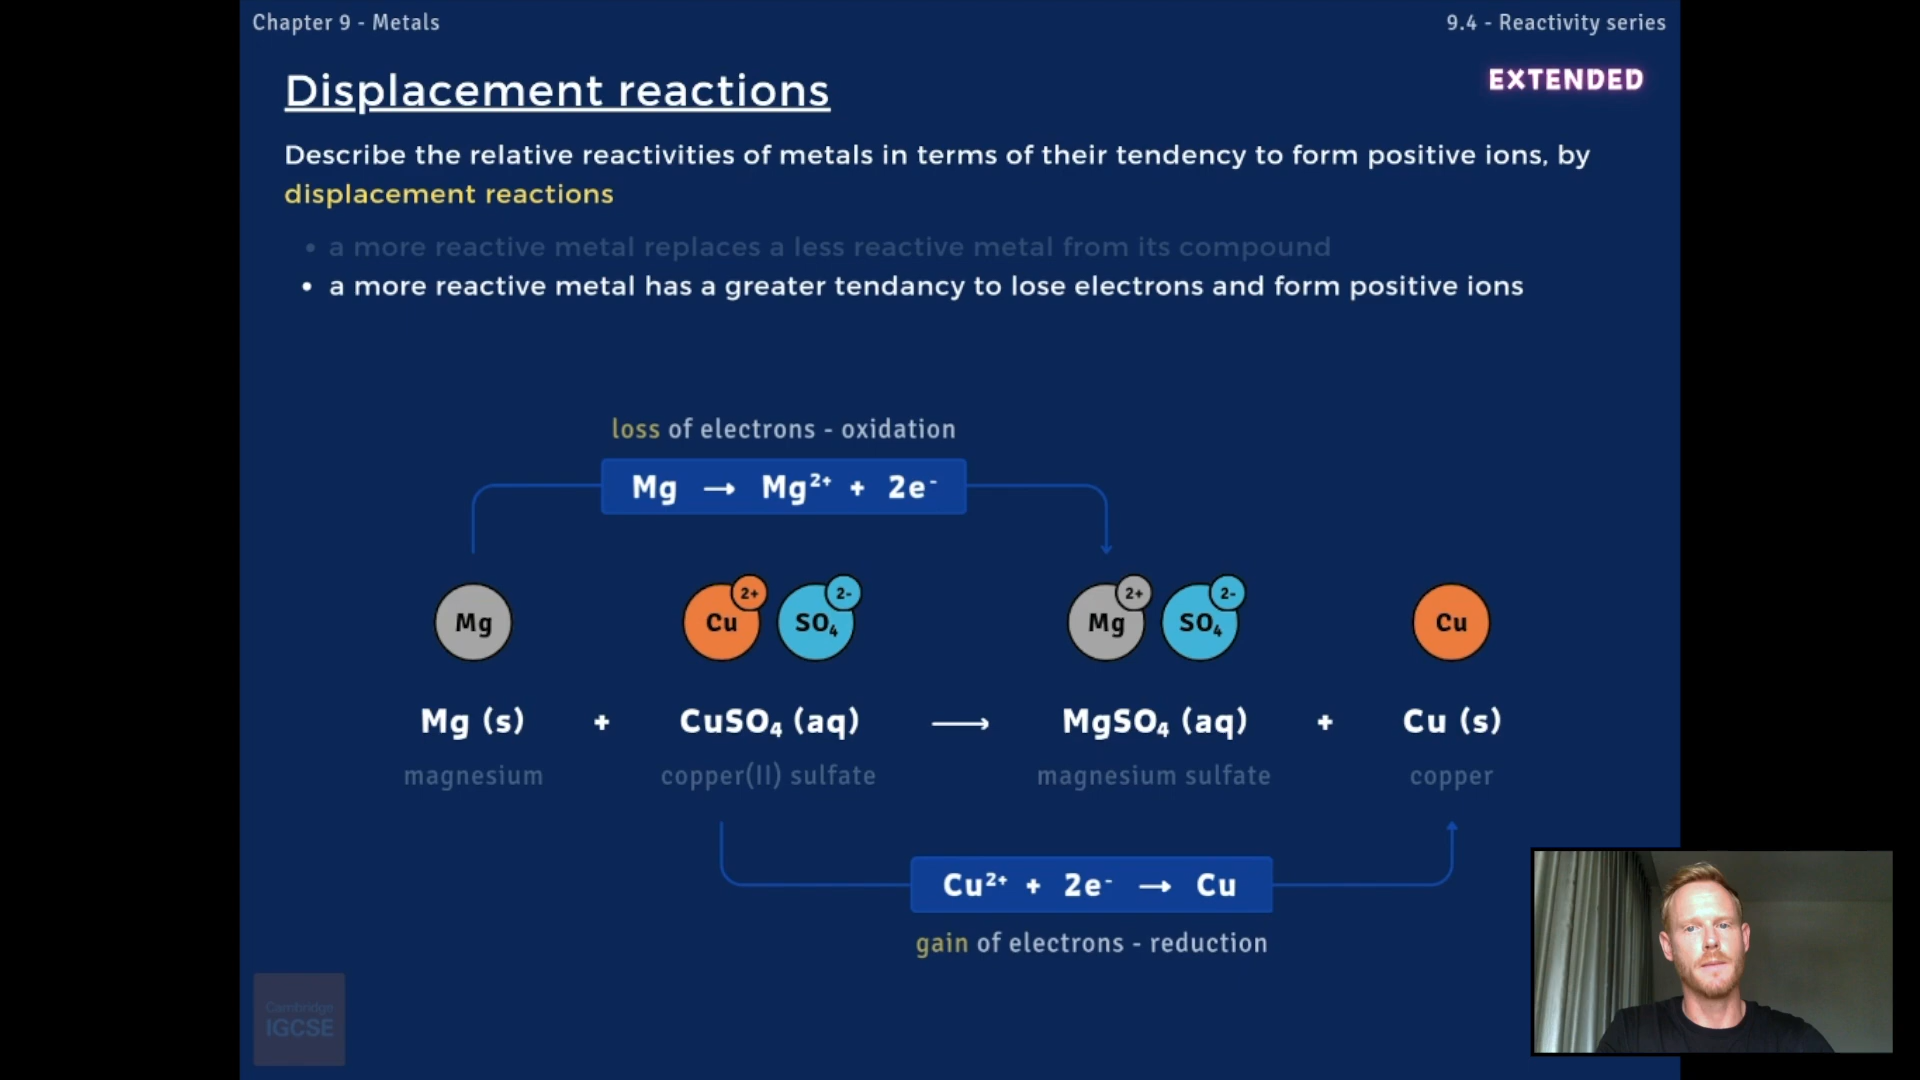 Chapter 9 - Metals
9.4 - Reactivity series
EXTENDED
Displacement reactions
Describe the relative reactivities of metals in terms of their tendency to form positive ions, by
displacement reactions
• a more reactive metal replaces a less reactive metal from its compound
• a more reactive metal has a greater tendancy to lose electrons and form positive ions
loss of electrons - oxidation
Mg → Mg²⁺ + 2e⁻
Mg Cu 2+ SO₄ 2- Mg 2+ SO₄ 2- Cu
Mg (s) + CuSO₄ (aq) ⟶ MgSO₄ (aq) + Cu (s)
magnesium copper(II) sulfate magnesium sulfate copper
Cu²⁺ + 2e⁻ → Cu
gain of electrons - reduction
Cambridge
IGCSE